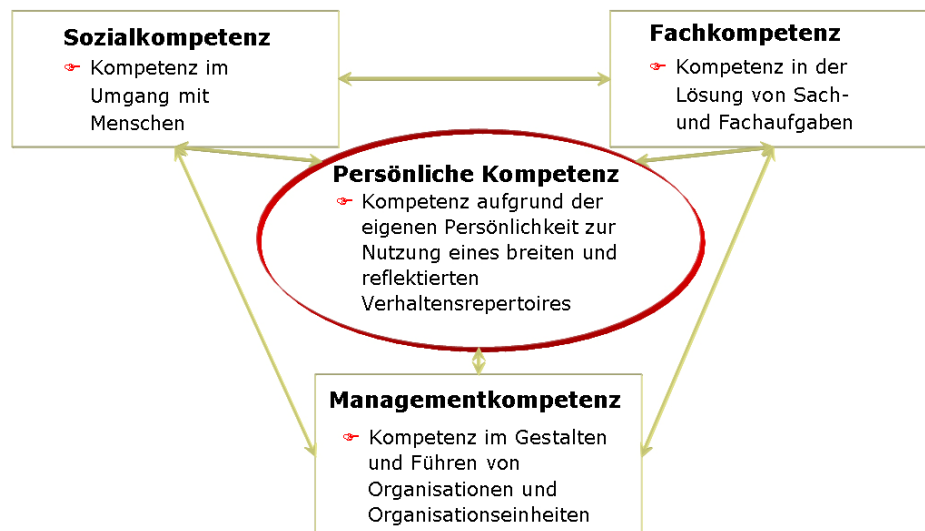 Sozialkompetenz
☞ Kompetenz im
Umgang mit
Menschen
Fachkompetenz
☞ Kompetenz in der
Lösung von Sach-
und Fachaufgaben
Persönliche Kompetenz
☞ Kompetenz aufgrund der
eigenen Persönlichkeit zur
Nutzung eines breiten und
reflektierten
Verhaltensrepertoires
Managementkompetenz
☞ Kompetenz im Gestalten
und Führen von
Organisationen und
Organisationseinheiten